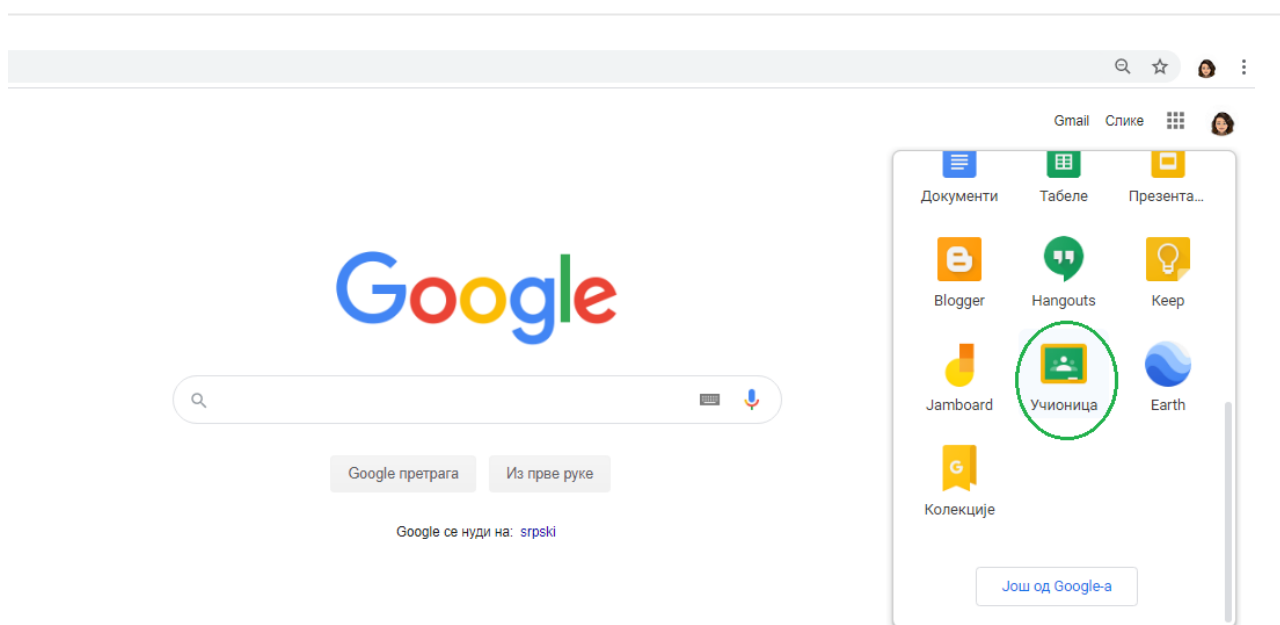 Gmail Слике
Документи Табеле Презента...
Google
Blogger Hangouts Keep
Jamboard Учионица Earth
Google претрага Из прве руке
G
Колекције
Google се нуди на: srpski
Још од Google-а